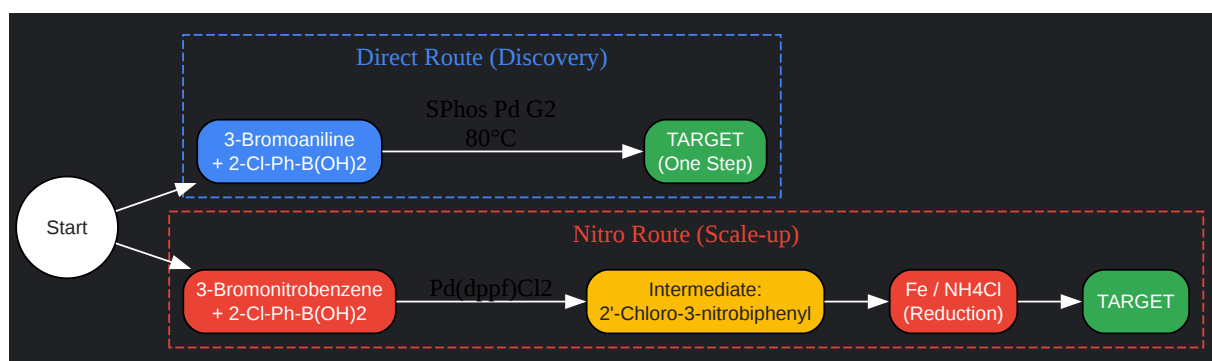 Direct Route (Discovery)
3-Bromoaniline
+ 2-Cl-Ph-B(OH)2
SPhos Pd G2
80°C
TARGET
(One Step)
Start
Nitro Route (Scale-up)
3-Bromonitrobenzene
+ 2-Cl-Ph-B(OH)2
Pd(dppf)Cl2
Intermediate:
2'-Chloro-3-nitrobiphenyl
Fe / NH4Cl
(Reduction)
TARGET